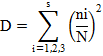 s
D = ∑ (ni/N)²
i=1,2,3